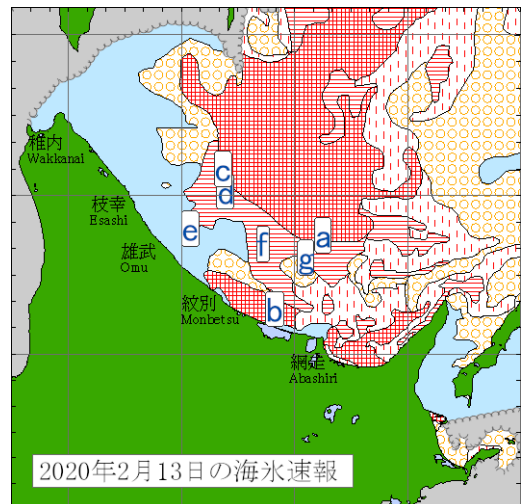 稚内
Wakkanai
c
枝幸
d
Esashi
e
a
雄武
f
Omu
g
紋別
b
Monbetsu
網走
Abashiri
2020年2月13日の海氷速報